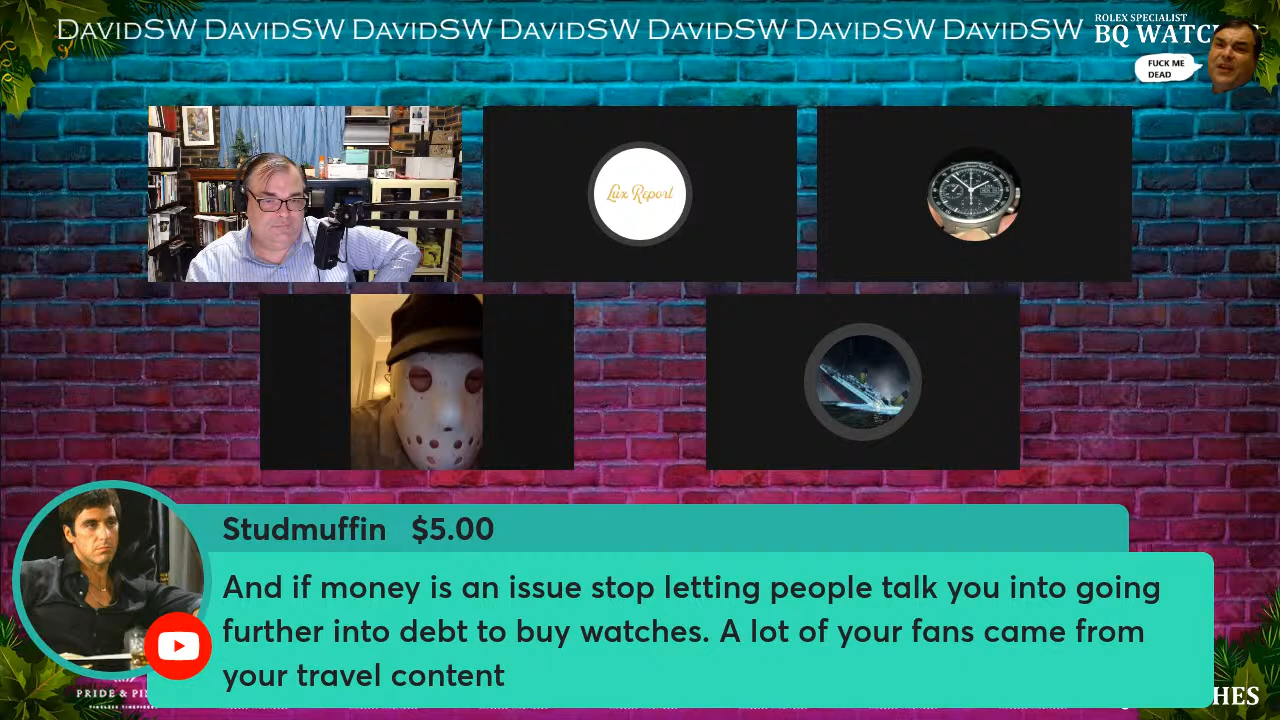 DAVIDSW DAVIDSW DAVIDSW DAVIDSW DAVIDSW DAVIDSW DAVIDSW
ROLEX SPECIALIST
BQ WATC
FUCK ME
DEAD
Lux Report
Studmuffin $5.00
And if money is an issue stop letting people talk you into going
further into debt to buy watches. A lot of your fans came from
your travel content
PRIDE & PI
HES